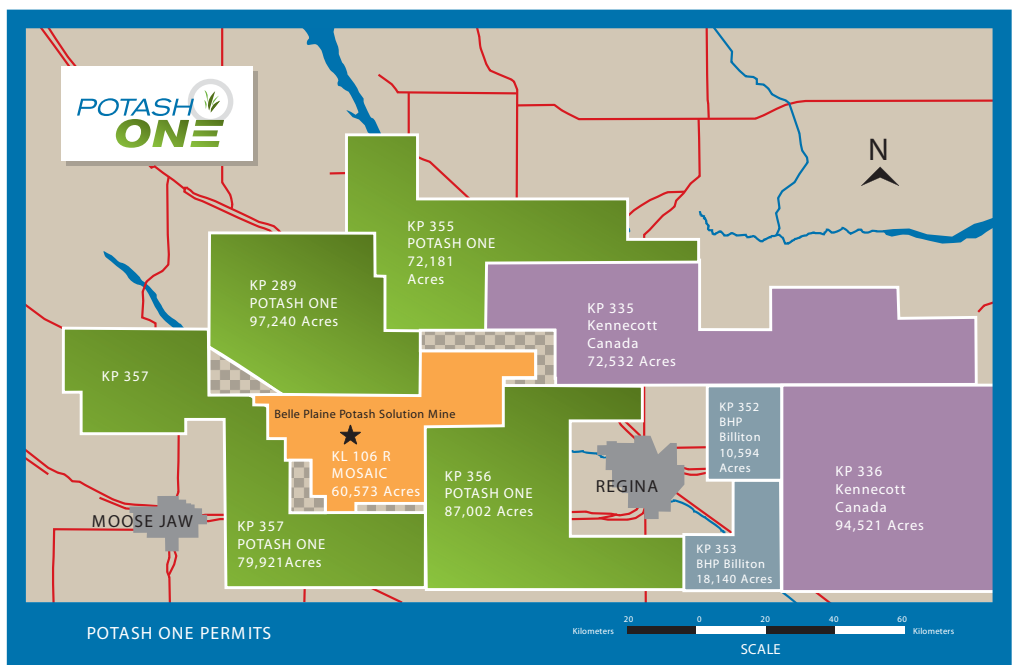 POTASH
ONE
N
KP 355
POTASH ONE
72,181
Acres
KP 289
POTASH ONE
97,240 Acres
KP 335
Kennecott
Canada
72,532 Acres
KP 357
Belle Plaine Potash Solution Mine
KL 106 R
MOSAIC
60,573 Acres
KP 352
BHP
Billiton
10,594
Acres
KP 356
POTASH ONE
87,002 Acres
REGINA
KP 336
Kennecott
Canada
94,521 Acres
MOOSE JAW
KP 357
POTASH ONE
79,921Acres
KP 353
BHP Billiton
18,140 Acres
POTASH ONE PERMITS
Kilometers 20 0 20 40 60 Kilometers
SCALE